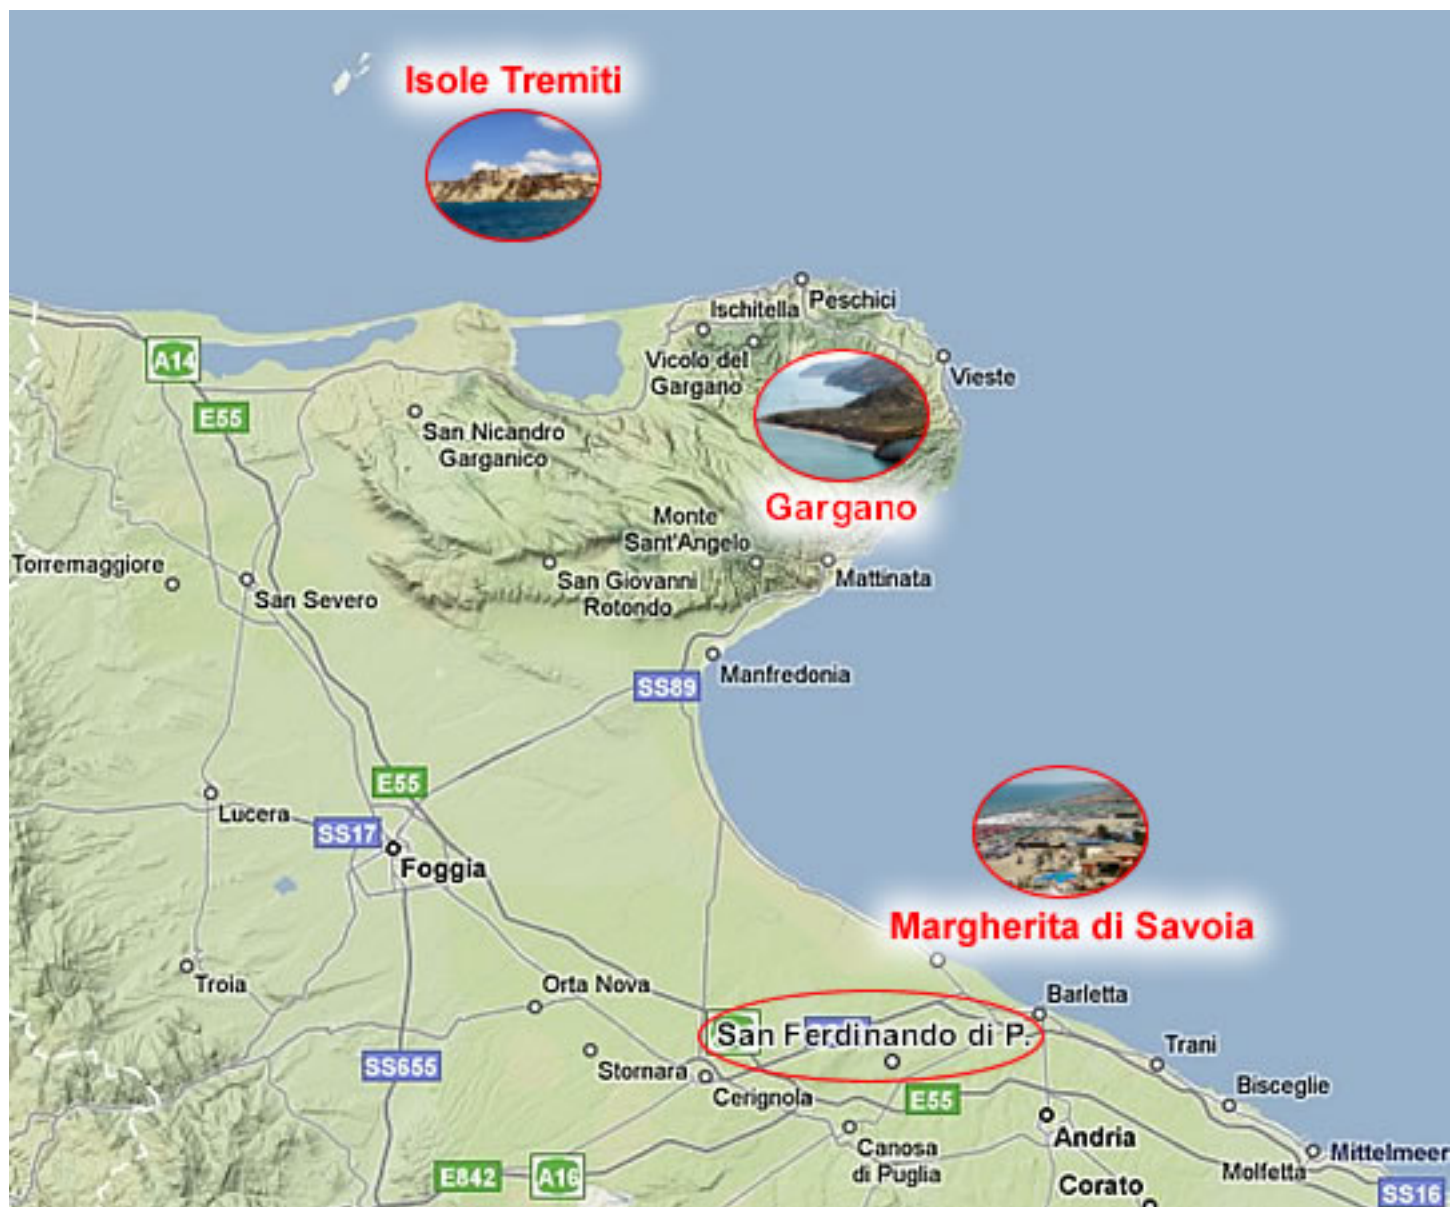 Isole Tremiti
Ischitella
Peschici
A14
Vicolo del
Gargano
Vieste
E55
San Nicandro
Garganico
Gargano
Monte
Sant'Angelo
Torremaggiore
San Severo
San Giovanni
Rotondo
Mattinata
Manfredonia
SS89
E55
Lucera
SS17
Foggia
Margherita di Savoia
Troia
Orta Nova
Barletta
San Ferdinando di P.
Trani
SS655
Stornara
Cerignola
E55
Bisceglie
Andria
Canosa
di Puglia
Mittelmeer
Molfetta
E842
A16
Corato
SS16